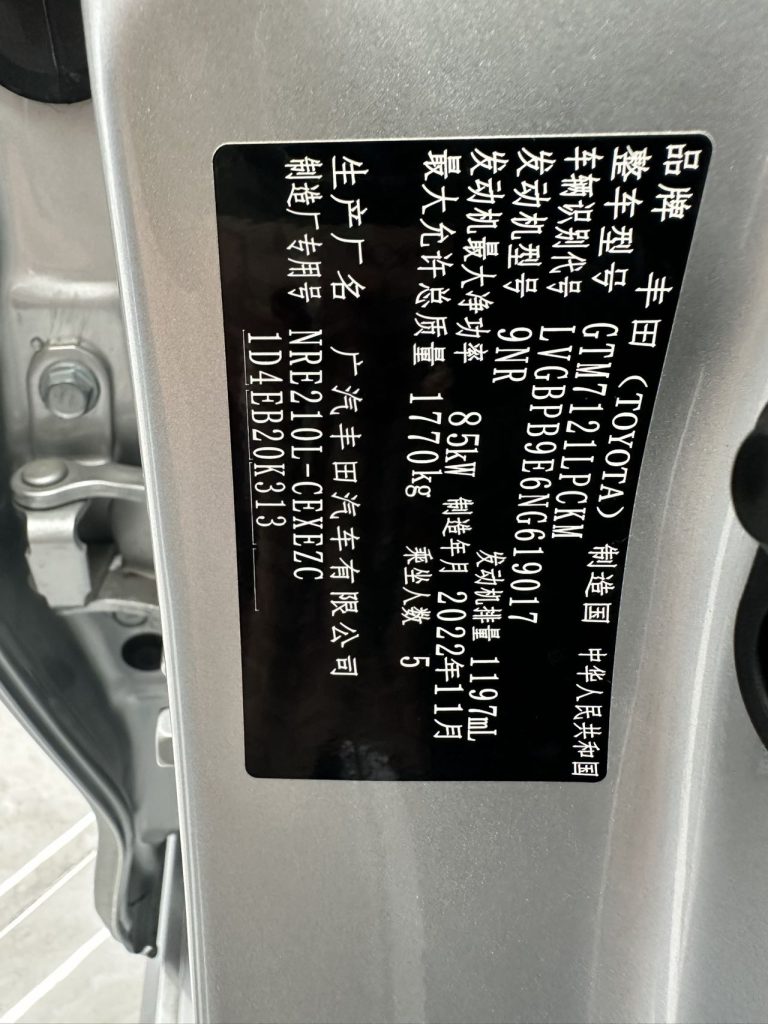 品牌 丰田（TOYOTA） 制造国 中华人民共和国
整车型号 GTM7121LPCKM
车辆识别代号 LVGBPB9E6NG619017
发动机型号 9NR 发动机排量 1197mL
发动机最大净功率 85kW 制造年月 2022年11月
最大允许总质量 1770kg 乘坐人数 5
生产厂名 广汽丰田汽车有限公司
制造厂专用号 NRE210L-CEXEZC
1D4EB20K313